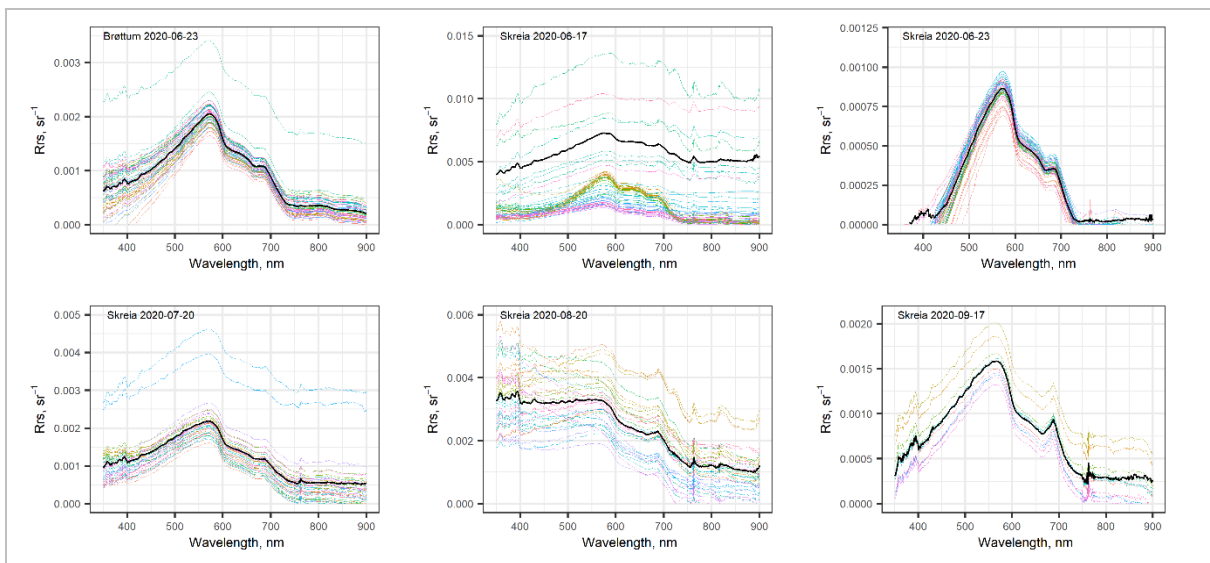 Brøttum 2020-06-23
Rrs, sr⁻¹
0.003
0.002
0.001
0.000
400 500 600 700 800 900
Wavelength, nm
Skreia 2020-06-17
Rrs, sr⁻¹
0.015
0.010
0.005
0.000
400 500 600 700 800 900
Wavelength, nm
Skreia 2020-06-23
Rrs, sr⁻¹
0.00125
0.00100
0.00075
0.00050
0.00025
0.00000
400 500 600 700 800 900
Wavelength, nm
Skreia 2020-07-20
Rrs, sr⁻¹
0.005
0.004
0.003
0.002
0.001
0.000
400 500 600 700 800 900
Wavelength, nm
Skreia 2020-08-20
Rrs, sr⁻¹
0.006
0.004
0.002
0.000
400 500 600 700 800 900
Wavelength, nm
Skreia 2020-09-17
Rrs, sr⁻¹
0.0020
0.0015
0.0010
0.0005
0.0000
400 500 600 700 800 900
Wavelength, nm